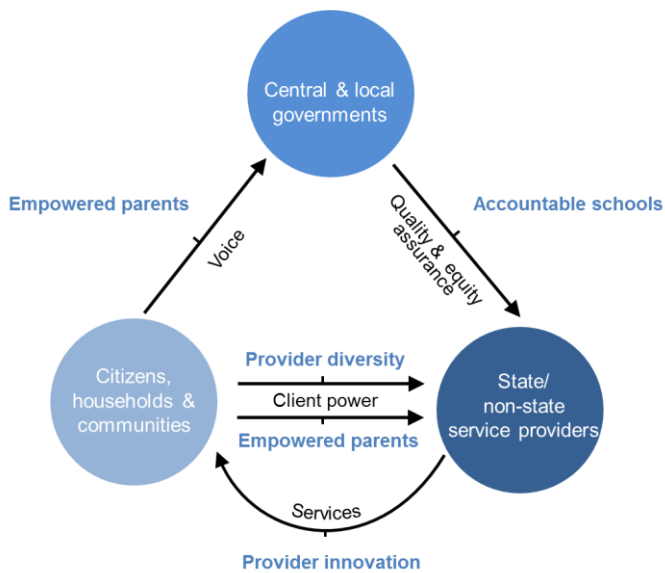 Central & local
governments
Empowered parents
Voice
Quality & equity
assurance
Accountable schools
Citizens,
households &
communities
Provider diversity
Client power
Empowered parents
State/
non-state
service providers
Services
Provider innovation